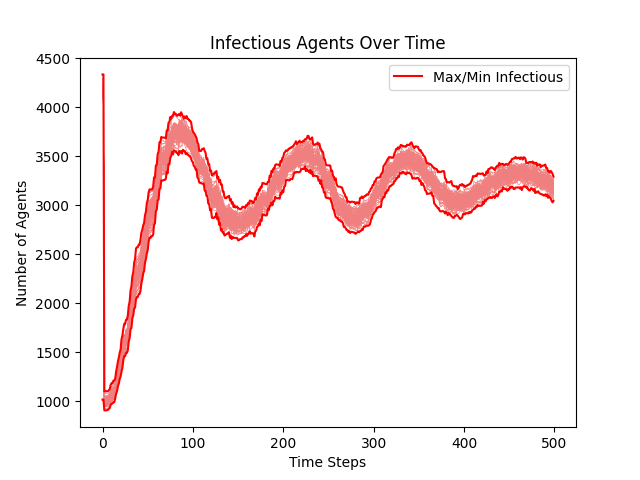 Infectious Agents Over Time
Max/Min Infectious
Number of Agents
4500
4000
3500
3000
2500
2000
1500
1000
0 100 200 300 400 500
Time Steps